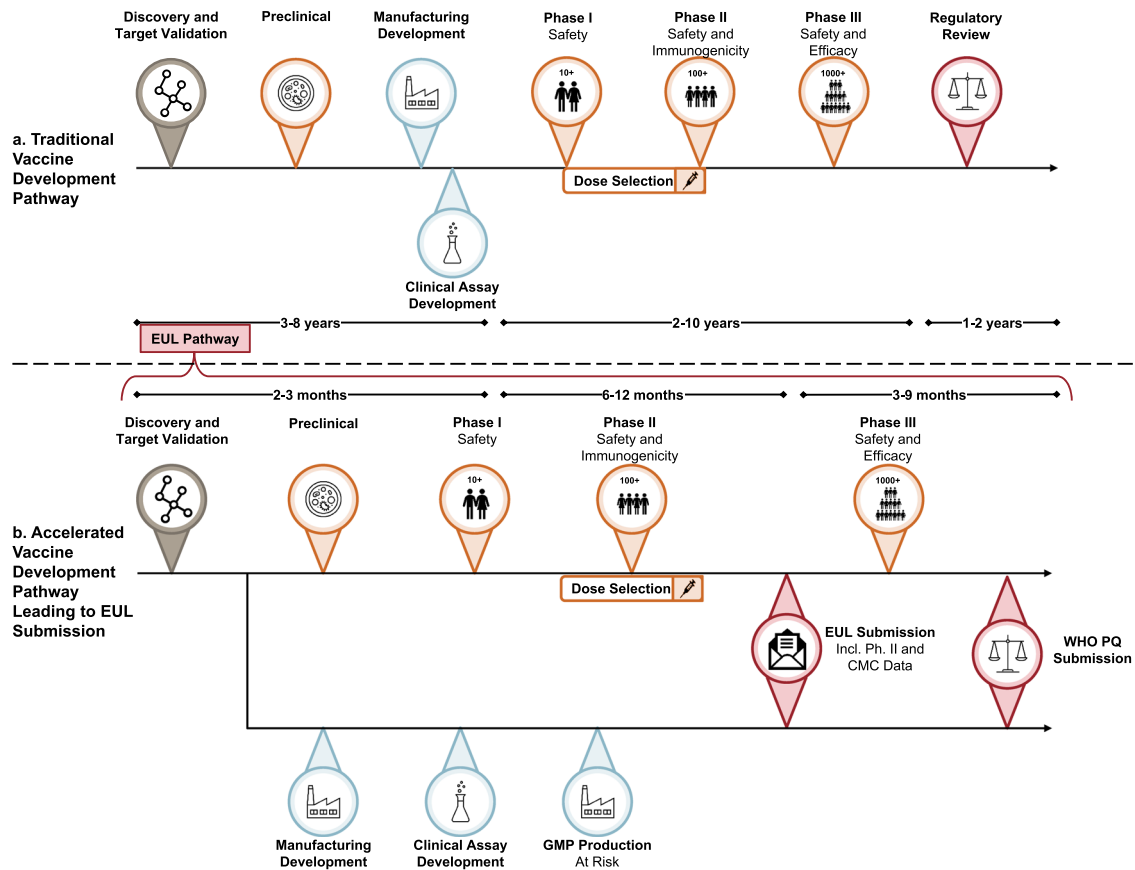 Discovery and
Target Validation
Preclinical
Manufacturing
Development
Phase I
Safety
Phase II
Safety and
Immunogenicity
Phase III
Safety and
Efficacy
Regulatory
Review
10+
100+
1000+
a. Traditional
Vaccine
Development
Pathway
Dose Selection
Clinical Assay
Development
3-8 years
2-10 years
1-2 years
EUL Pathway
2-3 months
6-12 months
3-9 months
Discovery and
Target Validation
Preclinical
Phase I
Safety
Phase II
Safety and
Immunogenicity
Phase III
Safety and
Efficacy
10+
100+
1000+
b. Accelerated
Vaccine
Development
Pathway
Leading to EUL
Submission
Dose Selection
EUL Submission
Incl. Ph. II and
CMC Data
WHO PQ
Submission
Manufacturing
Development
Clinical Assay
Development
GMP Production
At Risk